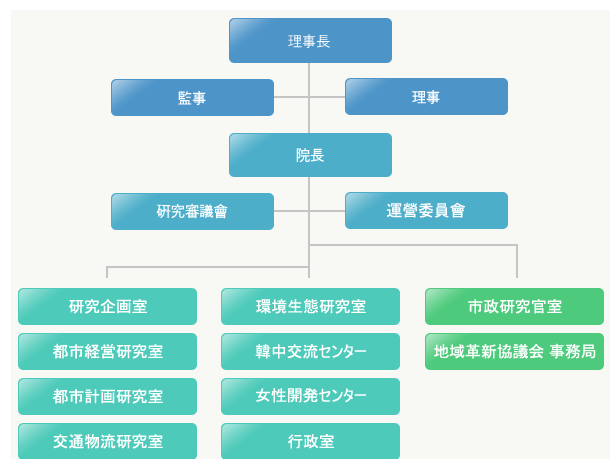 理事長
監事
理事
院長
研究審議會
運營委員會
研究企画室
環境生態研究室
市政研究官室
都市経営研究室
韓中交流センター
地域革新協議会 事務局
都市計画研究室
女性開発センター
交通物流研究室
行政室